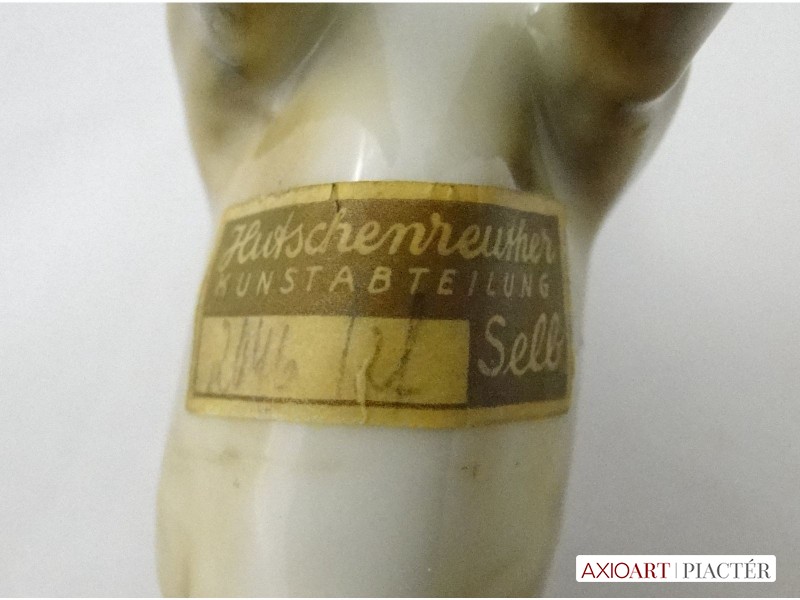 Hutschenreuther
KUNSTABTEILUNG
Selb
AXIOART | PIACTÉR